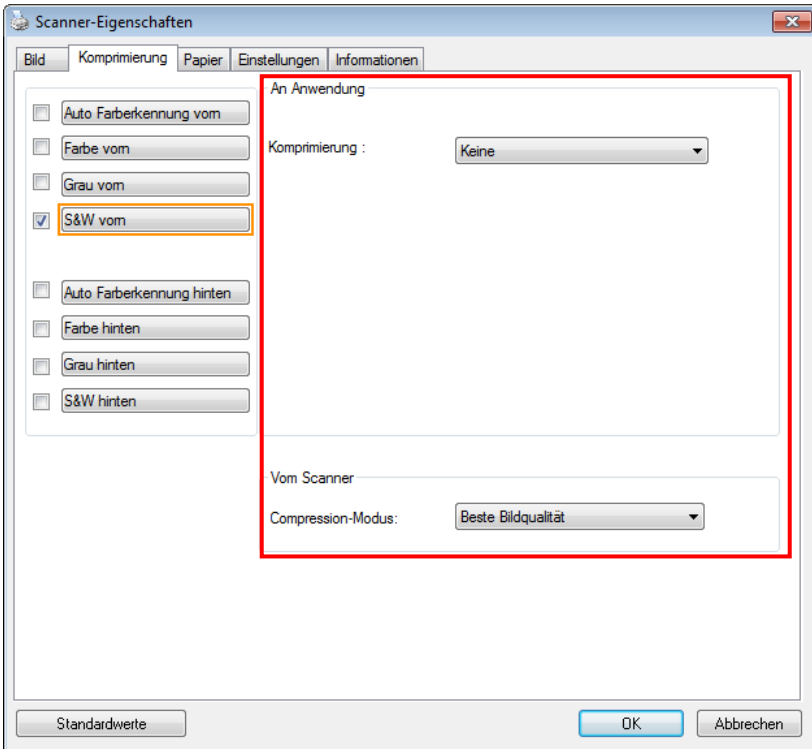 Scanner-Eigenschaften
Bild Komprimierung Papier Einstellungen Informationen
Auto Farberkennung vorn
Farbe vorn
Grau vorn
S&W vorn
Auto Farberkennung hinten
Farbe hinten
Grau hinten
S&W hinten
An Anwendung
Komprimierung : Keine
Vom Scanner
Compression-Modus: Beste Bildqualität
Standardwerte OK Abbrechen